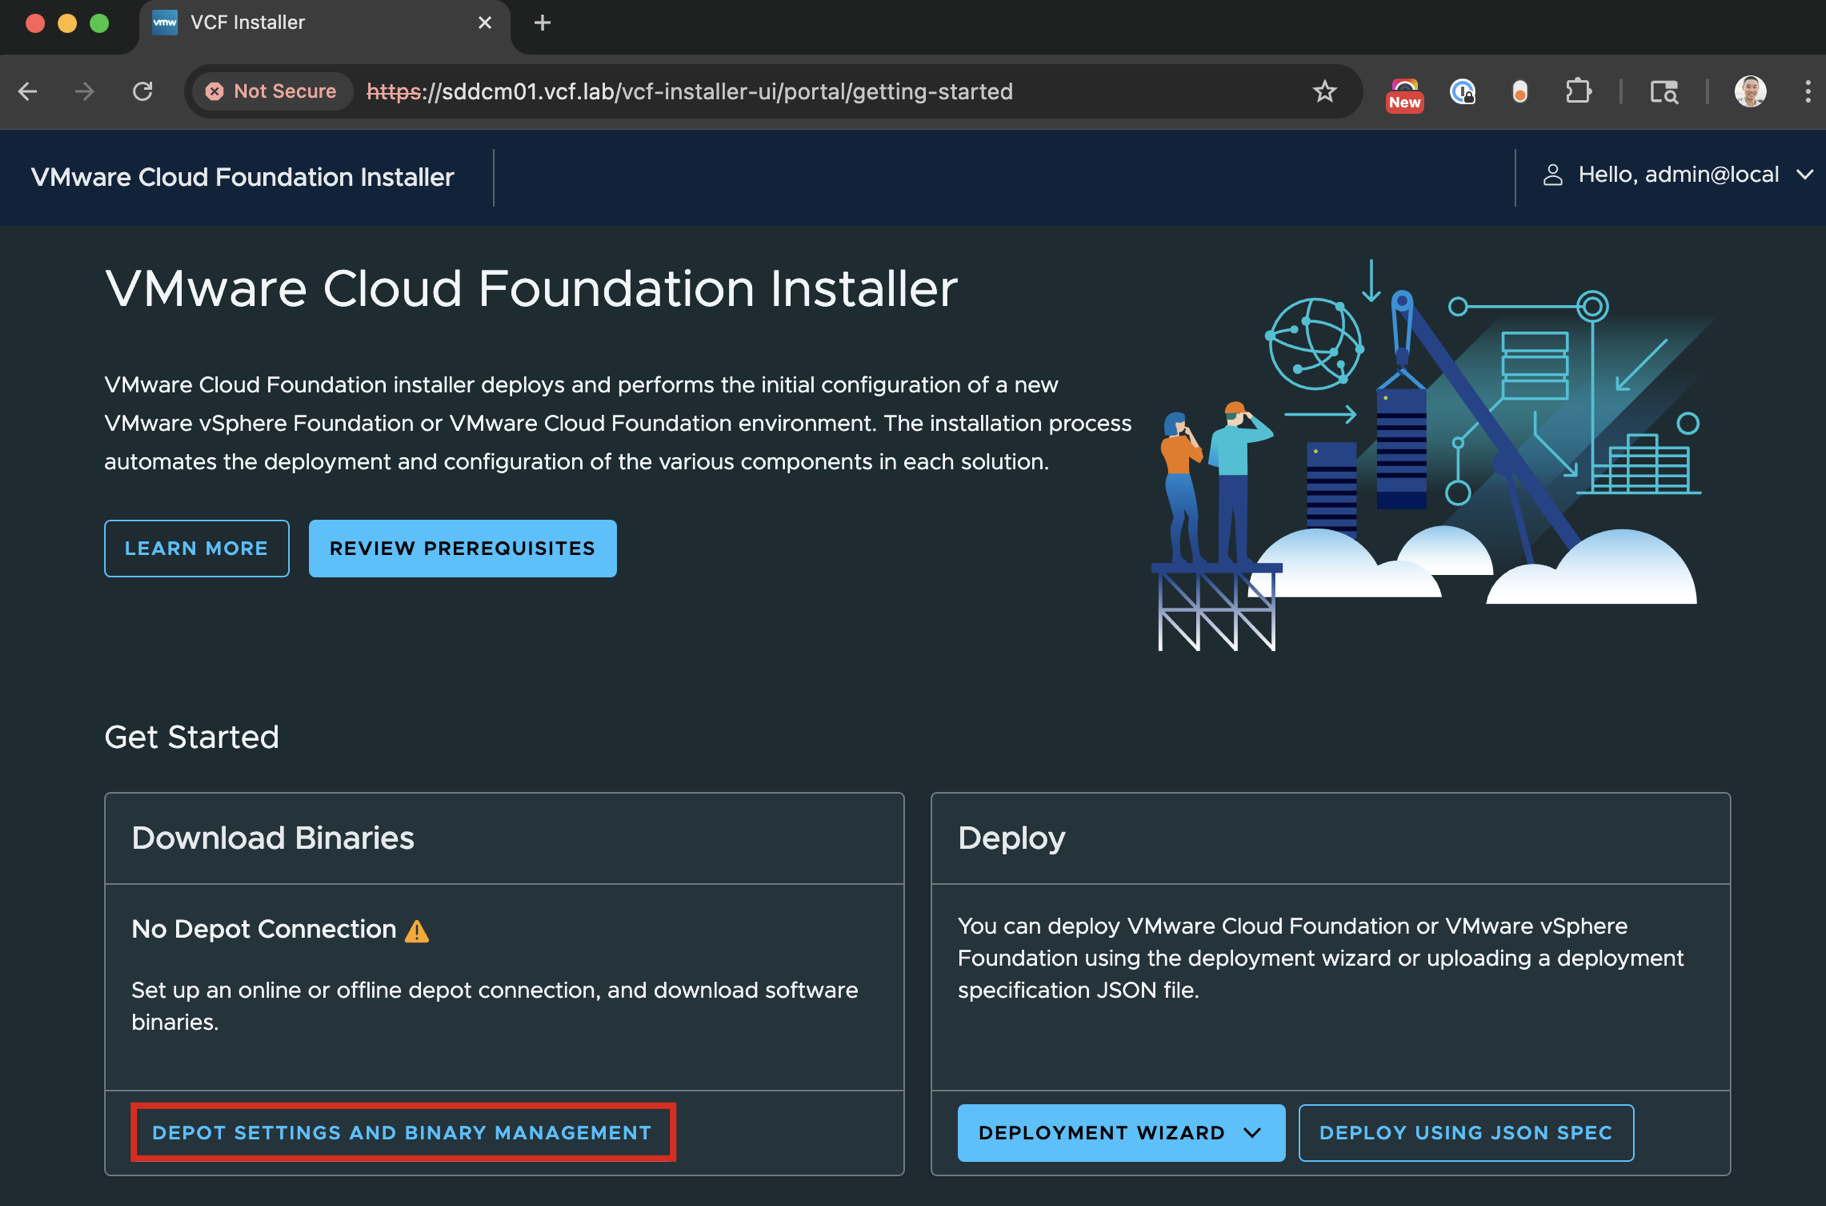 vmw VCF Installer
Not Secure https://sddcm01.vcf.lab/vcf-installer-ui/portal/getting-started New
VMware Cloud Foundation Installer Hello, admin@local
VMware Cloud Foundation Installer
VMware Cloud Foundation installer deploys and performs the initial configuration of a new
VMware vSphere Foundation or VMware Cloud Foundation environment. The installation process
automates the deployment and configuration of the various components in each solution.
LEARN MORE REVIEW PREREQUISITES
Get Started
Download Binaries
No Depot Connection
Set up an online or offline depot connection, and download software
binaries.
DEPOT SETTINGS AND BINARY MANAGEMENT
Deploy
You can deploy VMware Cloud Foundation or VMware vSphere
Foundation using the deployment wizard or uploading a deployment
specification JSON file.
DEPLOYMENT WIZARD DEPLOY USING JSON SPEC